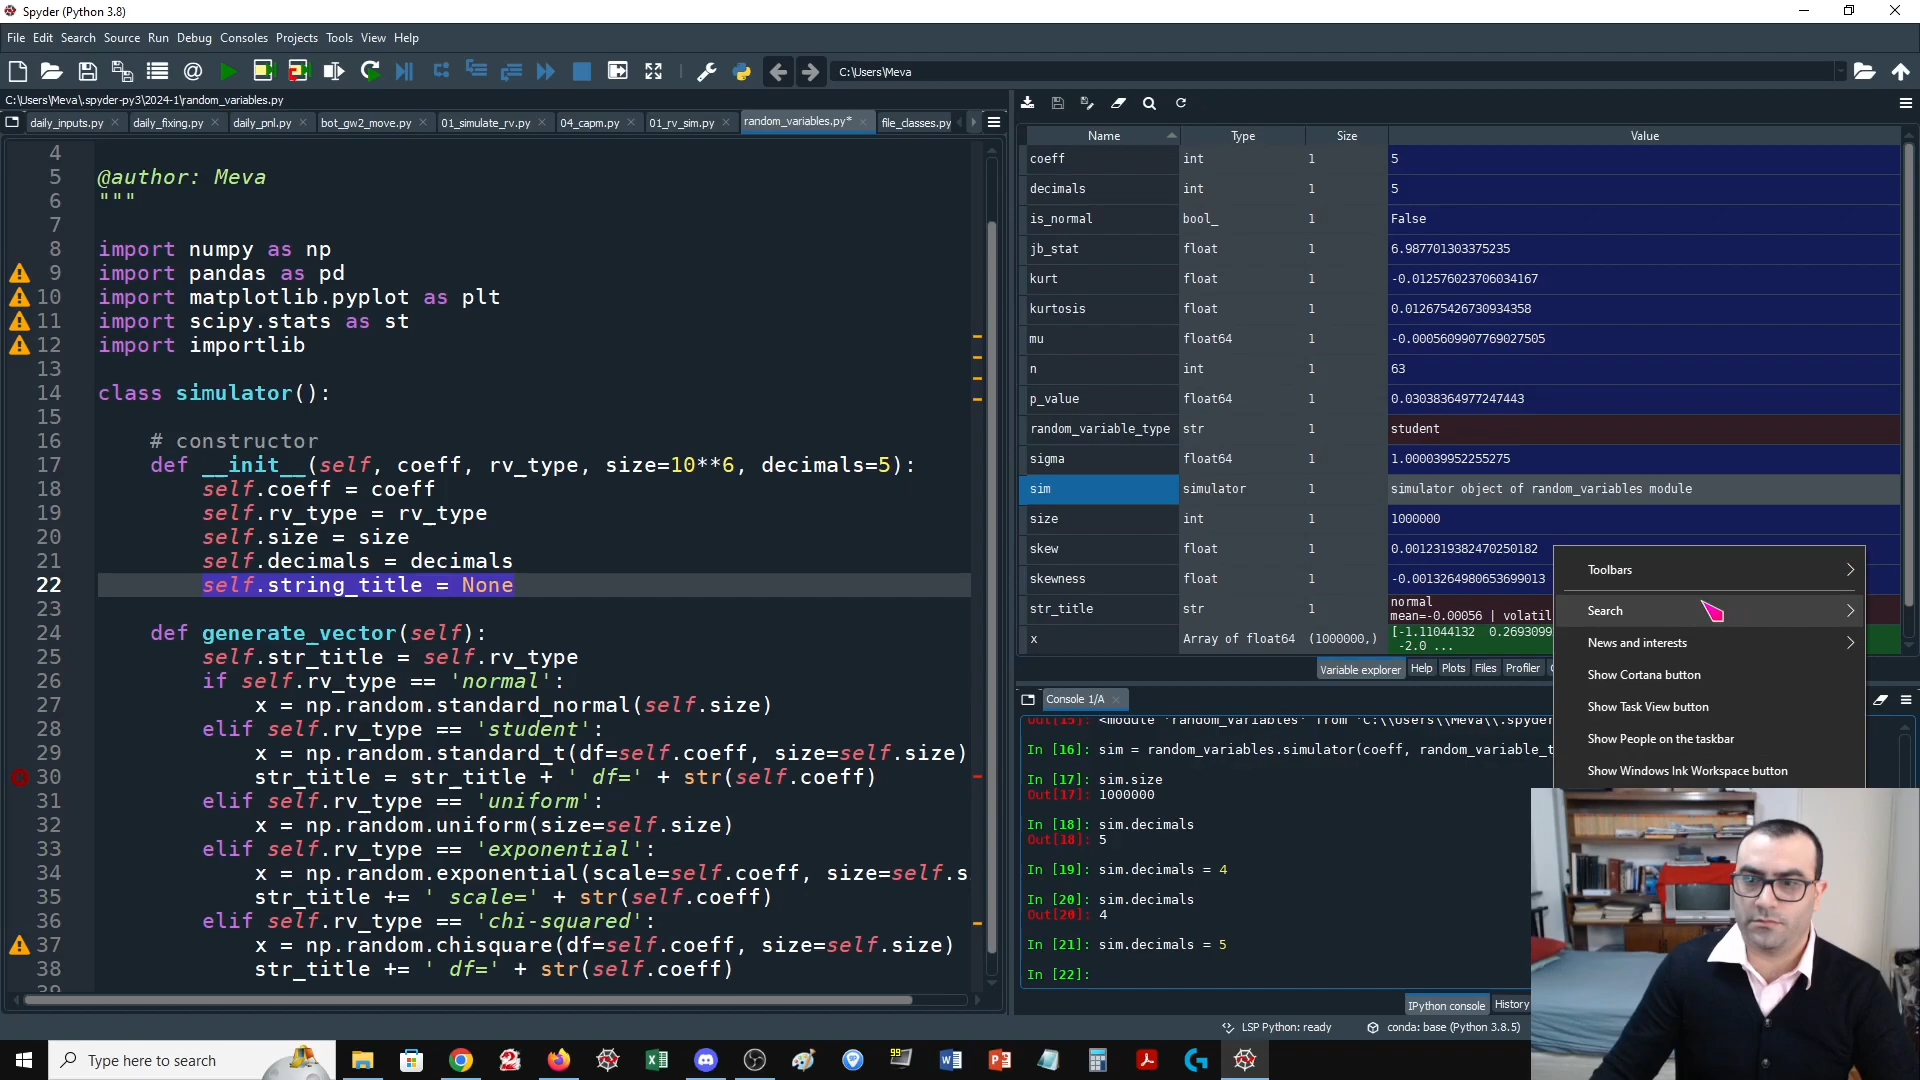 Spyder (Python 3.8)
File Edit Search Source Run Debug Consoles Projects Tools View Help
C:\Users\Meva
C:\Users\Meva\.spyder-py3\2024-1\random_variables.py
daily_inputs.py daily_fixing.py daily_pnl.py bot_gw2_move.py 01_simulate_rv.py 04_capm.py 01_rv_sim.py random_variables.py* file_classes.py
4
5 @author: Meva
6 """
7
8 import numpy as np
9 import pandas as pd
10 import matplotlib.pyplot as plt
11 import scipy.stats as st
12 import importlib
13
14 class simulator():
15
16 # constructor
17 def __init__(self, coeff, rv_type, size=10**6, decimals=5):
18 self.coeff = coeff
19 self.rv_type = rv_type
20 self.size = size
21 self.decimals = decimals
22 self.string_title = None
23
24 def generate_vector(self):
25 self.str_title = self.rv_type
26 if self.rv_type == 'normal':
27 x = np.random.standard_normal(self.size)
28 elif self.rv_type == 'student':
29 x = np.random.standard_t(df=self.coeff, size=self.size)
30 str_title = str_title + ' df=' + str(self.coeff)
31 elif self.rv_type == 'uniform':
32 x = np.random.uniform(size=self.size)
33 elif self.rv_type == 'exponential':
34 x = np.random.exponential(scale=self.coeff, size=self.s
35 str_title += ' scale=' + str(self.coeff)
36 elif self.rv_type == 'chi-squared':
37 x = np.random.chisquare(df=self.coeff, size=self.size)
38 str_title += ' df=' + str(self.coeff)
Name Type Size Value
coeff int 1 5
decimals int 1 5
is_normal bool_ 1 False
jb_stat float 1 6.987701303375235
kurt float 1 -0.012576023706034167
kurtosis float 1 0.012675426730934358
mu float64 1 -0.0005609907769027505
n int 1 63
p_value float64 1 0.03038364977247443
random_variable_type str 1 student
sigma float64 1 1.000039952255275
sim simulator 1 simulator object of random_variables module
size int 1 1000000
skew float 1 0.0012319382470250182
skewness float 1 -0.0013264980653699013
str_title str 1 normal
mean=-0.00056 | volatil
x Array of float64 (1000000,) [-1.11044132 0.2693099
-2.0 ...
Variable explorer Help Plots Files Profiler
Toolbars
Search
News and interests
Show Cortana button
Show Task View button
Show People on the taskbar
Show Windows Ink Workspace button
Console 1/A
Out[15]: <module 'random_variables' from 'C:\\Users\\Meva\\.spyder
In [16]: sim = random_variables.simulator(coeff, random_variable_t
In [17]: sim.size
Out[17]: 1000000
In [18]: sim.decimals
Out[18]: 5
In [19]: sim.decimals = 4
In [20]: sim.decimals
Out[20]: 4
In [21]: sim.decimals = 5
In [22]:
IPython console History
LSP Python: ready conda: base (Python 3.8.5)
Type here to search
99